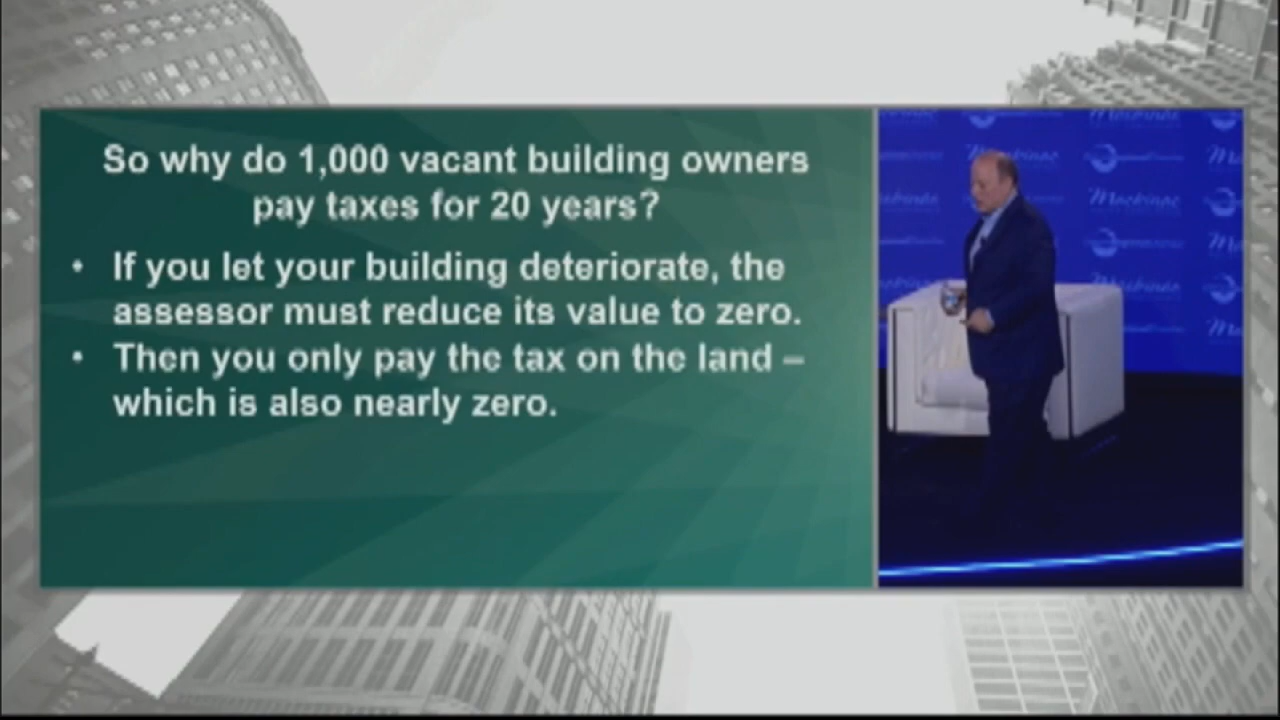 So why do 1,000 vacant building owners
pay taxes for 20 years?
• If you let your building deteriorate, the
assessor must reduce its value to zero.
• Then you only pay the tax on the land –
which is also nearly zero.
Mackinac